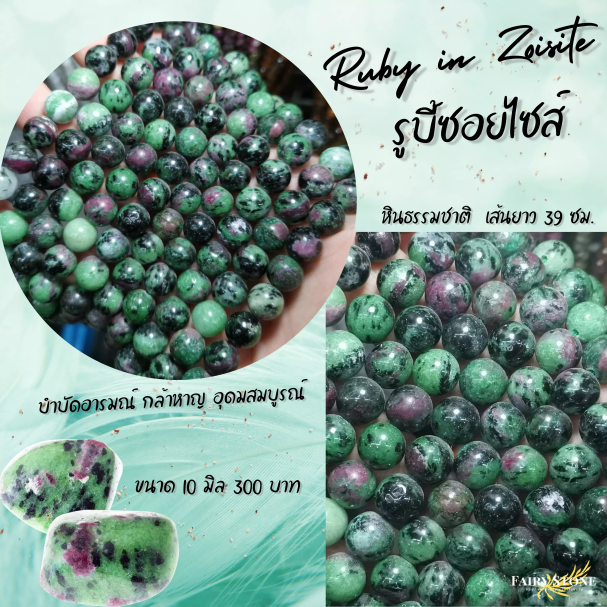 Ruby in Zoisite
รูบี้ซอยไซส์
หินธรรมชาติ เส้นยาว 39 ซม.
บำบัดอารมณ์ กล้าหาญ อุดมสมบูรณ์
ขนาด 10 มิล 300 บาท
FAIRY STONE